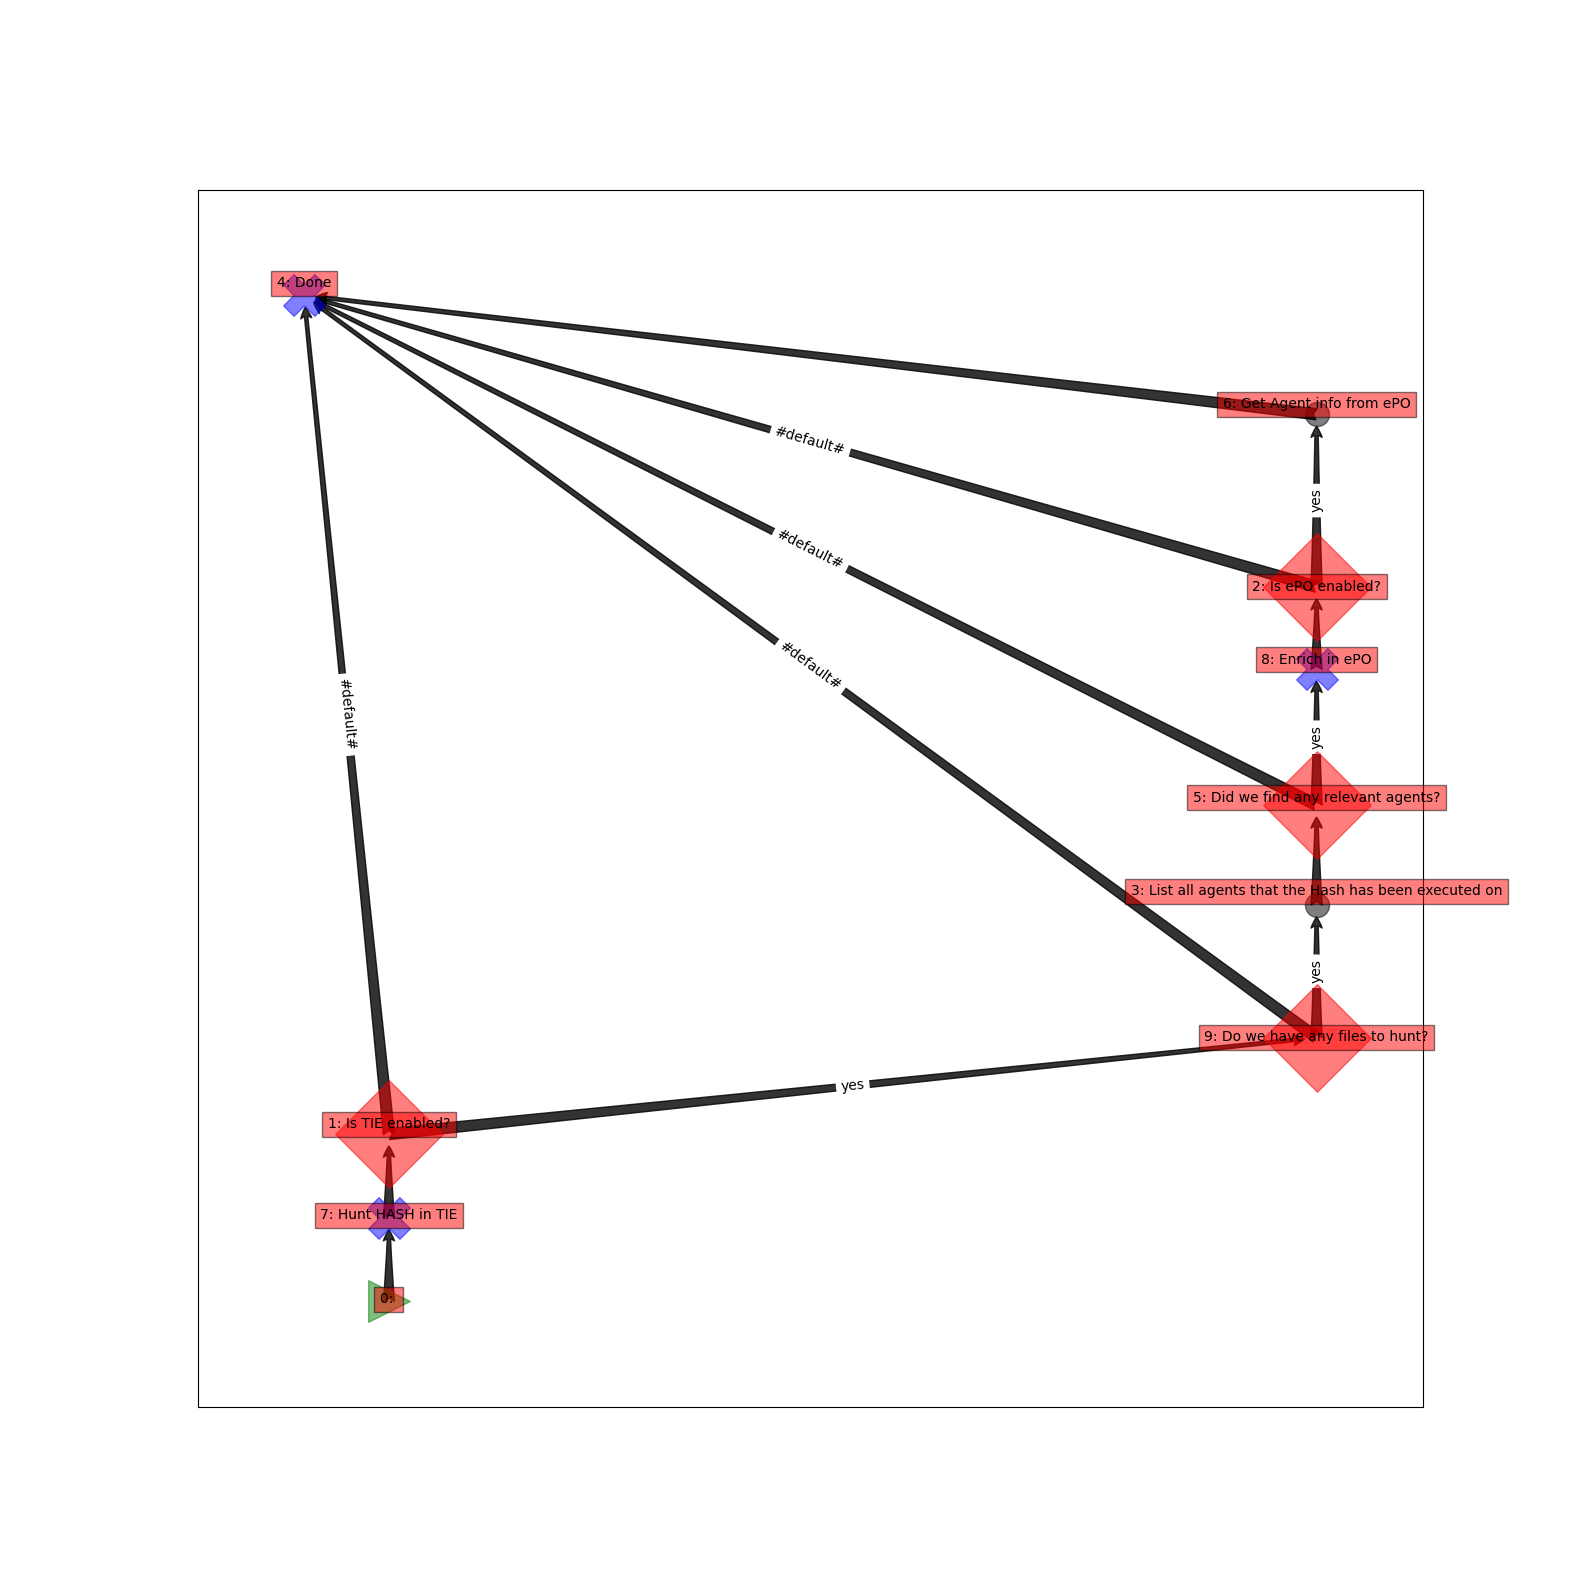 4: Done
6: Get Agent info from ePO
#default#
yes
#default#
2: Is ePO enabled?
8: Enrich in ePO
#default#
#default#
yes
5: Did we find any relevant agents?
3: List all agents that the Hash has been executed on
yes
9: Do we have any files to hunt?
yes
1: Is TIE enabled?
7: Hunt HASH in TIE
0: